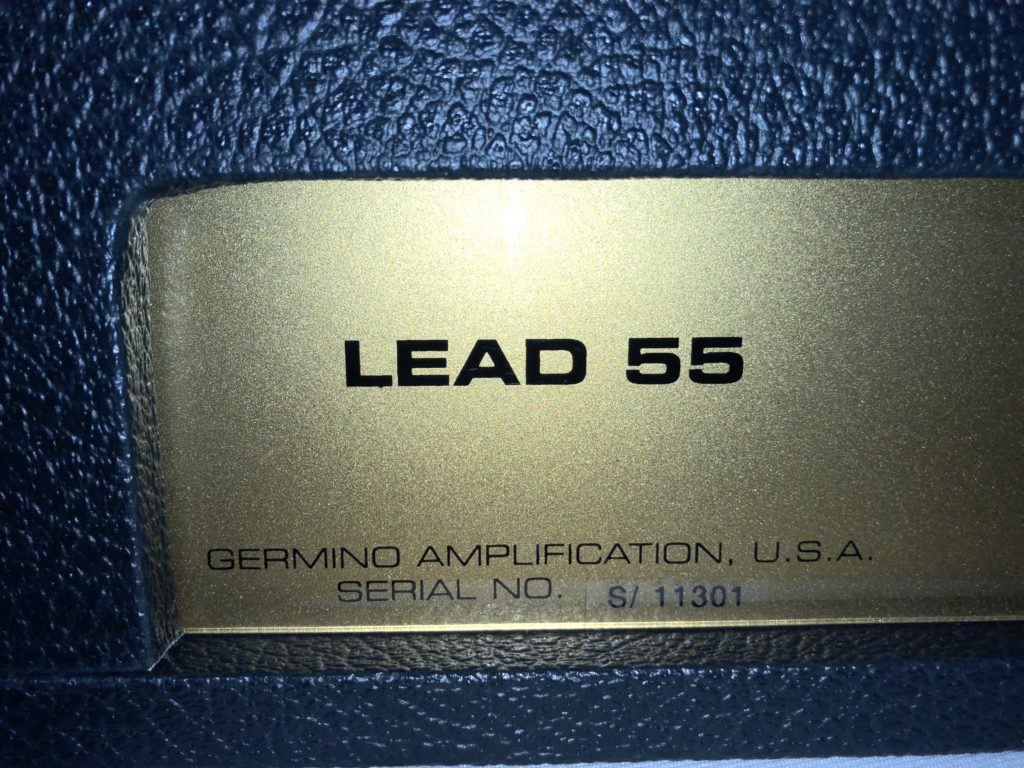 LEAD 55
GERMINO AMPLIFICATION, U.S.A.
SERIAL NO. S/ 11301